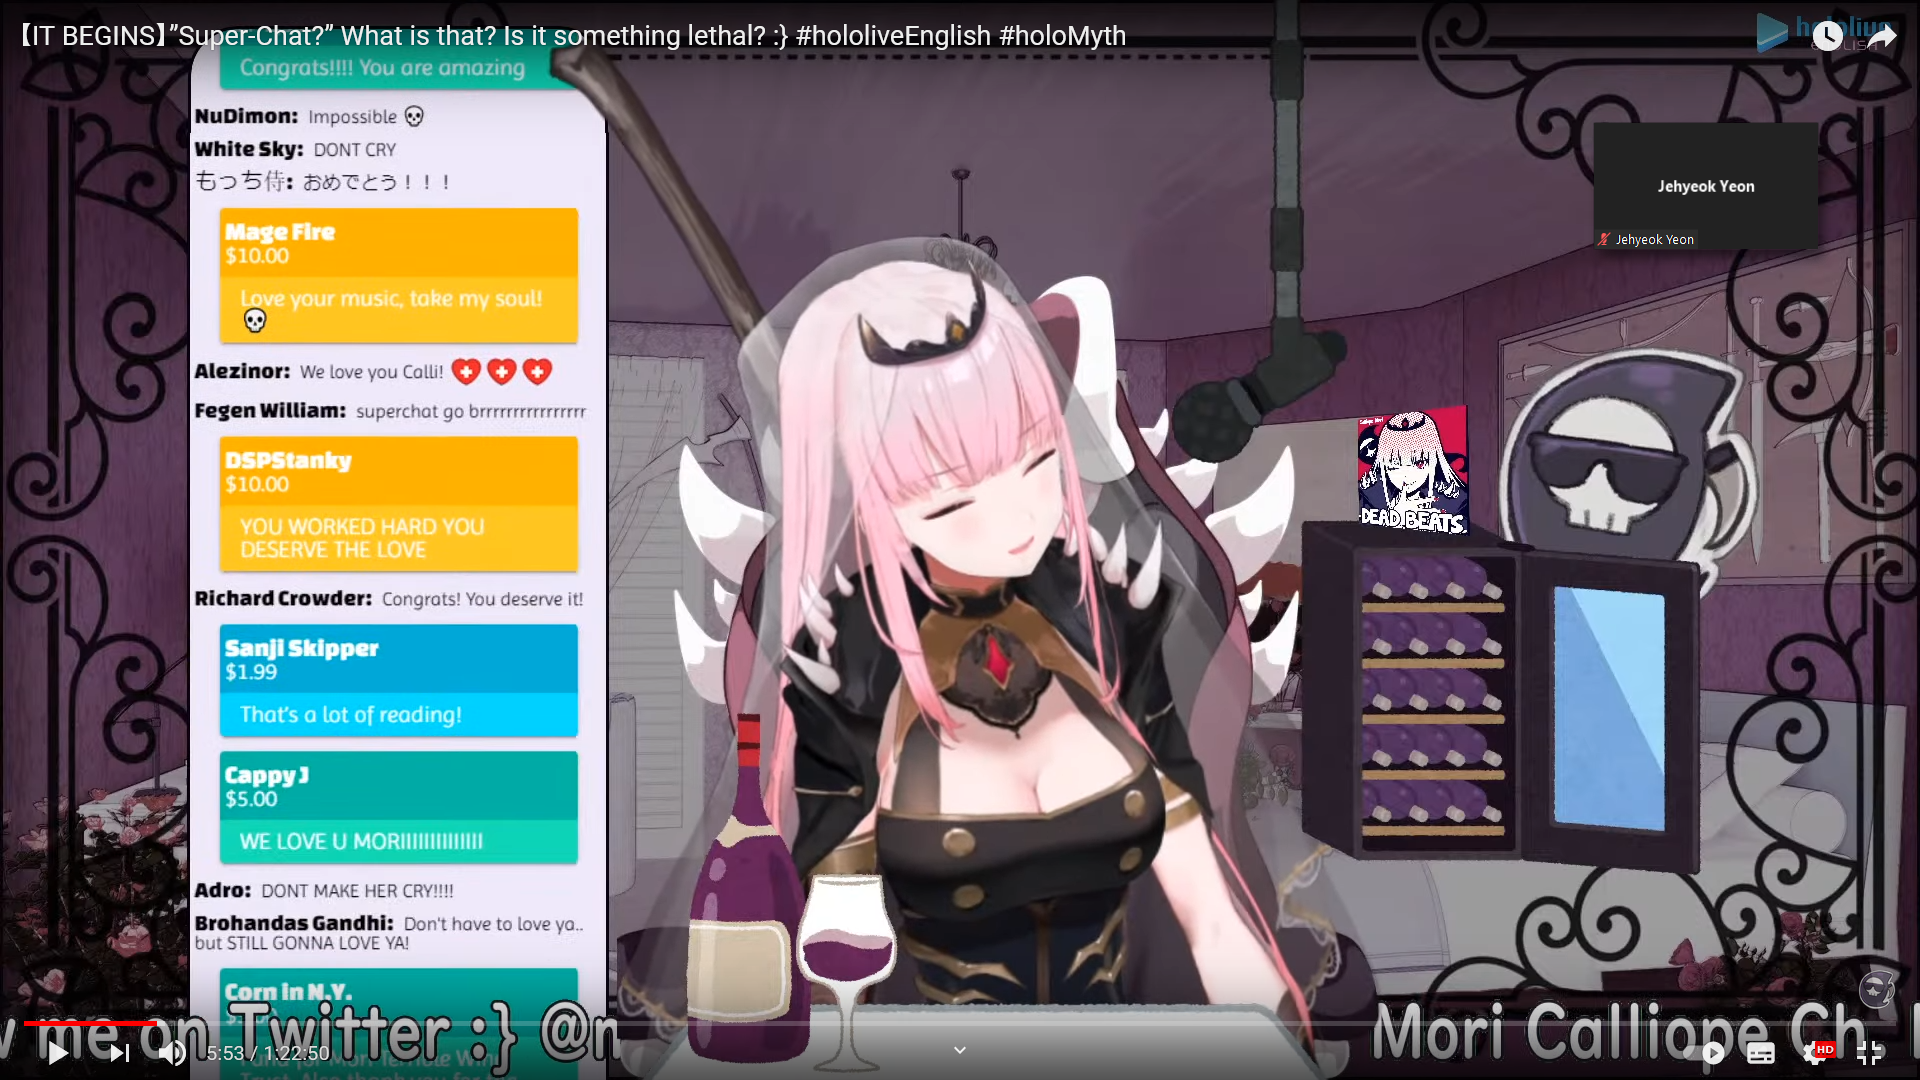 【IT BEGINS】”Super-Chat?” What is that? Is it something lethal? :} #hololiveEnglish #holoMyth
hololive
ENGLISH
Congrats!!!! You are amazing
NuDimon: Impossible 💀
White Sky: DONT CRY
もっち侍: おめでとう！！！
Mage Fire
$10.00
Love your music, take my soul!
💀
Alezinor: We love you Calli!
Fegen William: superchat go brrrrrrrrrrrrrrrr
DSPStanky
$10.00
YOU WORKED HARD YOU
DESERVE THE LOVE
Richard Crowder: Congrats! You deserve it!
Sanji Skipper
$1.99
That's a lot of reading!
Cappy J
$5.00
WE LOVE U MORIIIIIIIIIIIIII
Adro: DONT MAKE HER CRY!!!!
Brohandas Gandhi: Don't have to love ya..
but STILL GONNA LOVE YA!
Corn in N.Y.
Jehyeok Yeon
Jehyeok Yeon
DEAD BEATS
me on Twitter :} @
Mori Calliope Ch.
5:53 / 1:22:50
HD